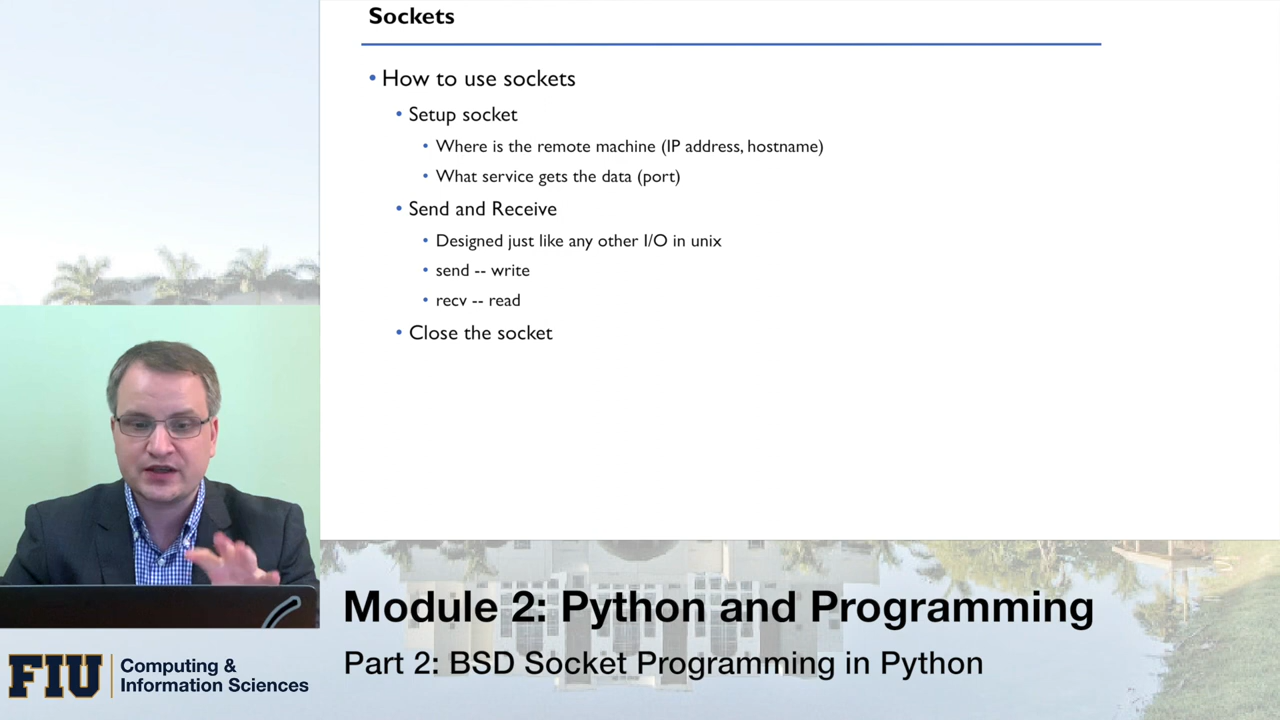 Sockets
• How to use sockets
• Setup socket
• Where is the remote machine (IP address, hostname)
• What service gets the data (port)
• Send and Receive
• Designed just like any other I/O in unix
• send -- write
• recv -- read
• Close the socket
Module 2: Python and Programming
Part 2: BSD Socket Programming in Python
FIU
Computing &
Information Sciences